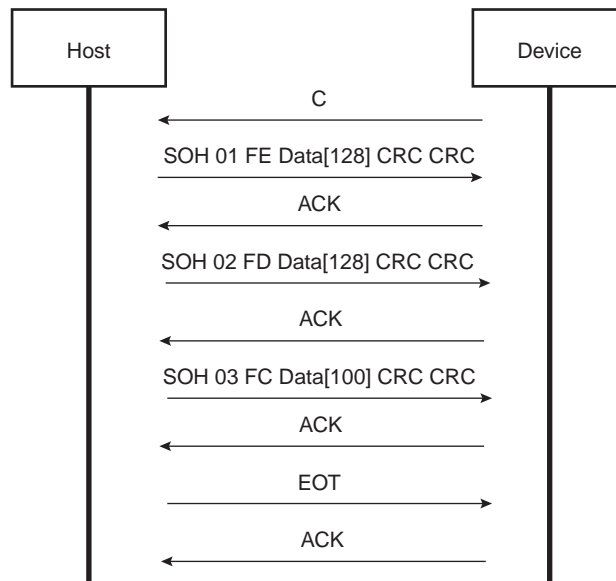 Host
Device
C
SOH 01 FE Data[128] CRC CRC
ACK
SOH 02 FD Data[128] CRC CRC
ACK
SOH 03 FC Data[100] CRC CRC
ACK
EOT
ACK